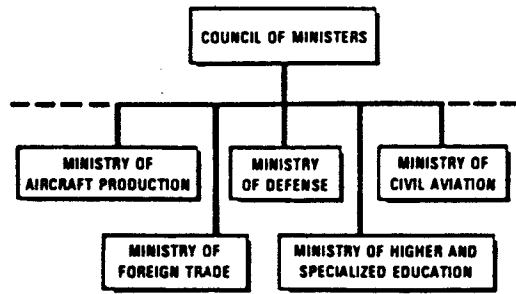 COUNCIL OF MINISTERS
MINISTRY OF
AIRCRAFT PRODUCTION
MINISTRY
OF DEFENSE
MINISTRY OF
CIVIL AVIATION
MINISTRY OF
FOREIGN TRADE
MINISTRY OF HIGHER AND
SPECIALIZED EDUCATION